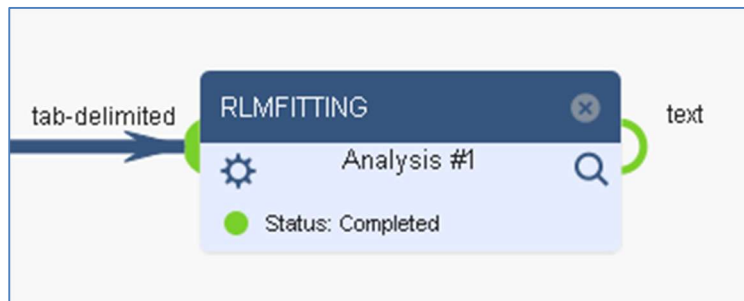 tab-delimited
RLMFITTING
text
Analysis #1
Status: Completed